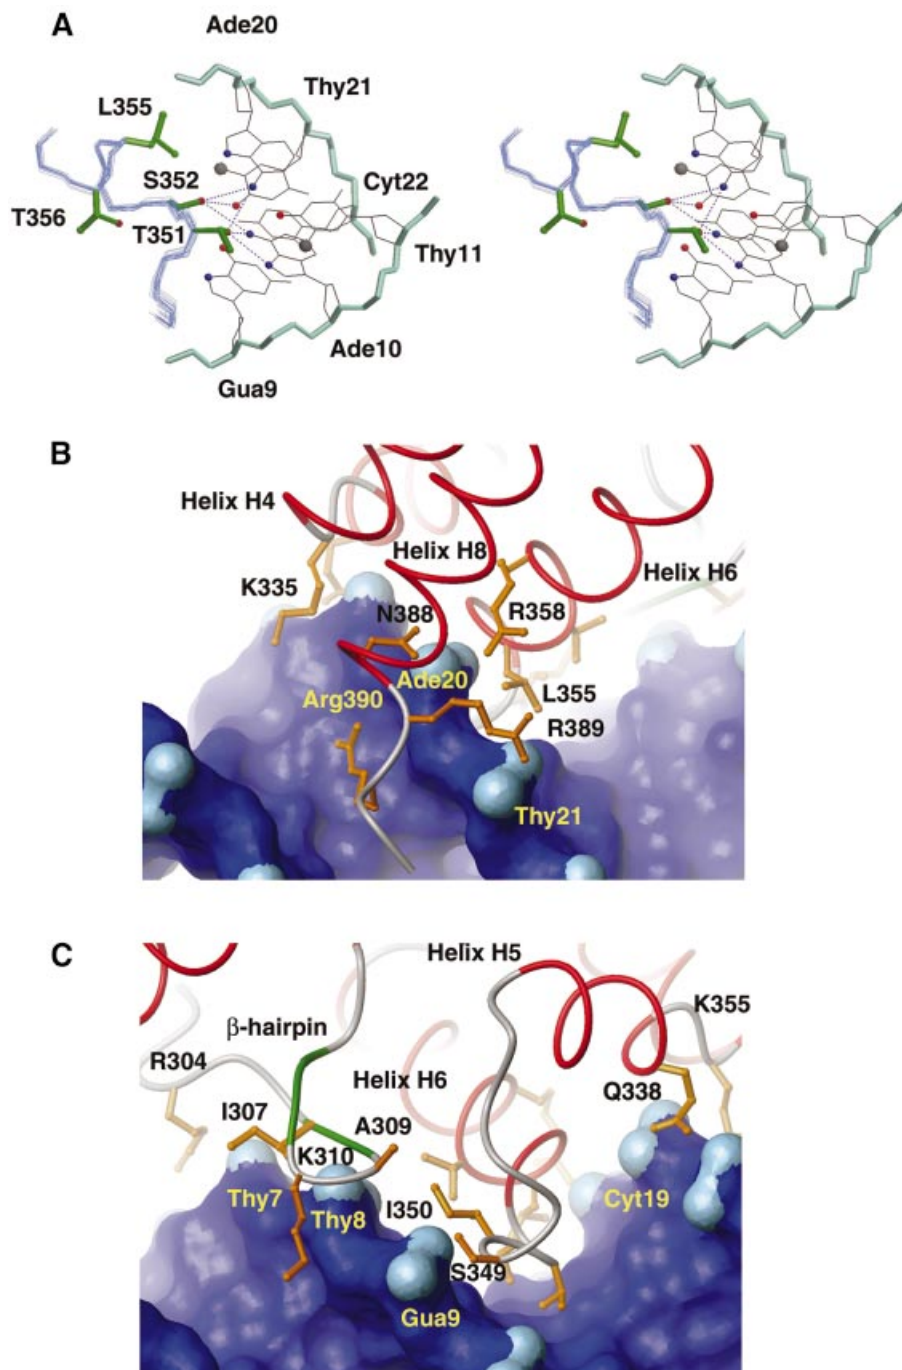 A
Ade20
Thy21
L355
S352
Cyt22
T356
T351
Thy11
Ade10
Gua9
B
Helix H4
Helix H8
Helix H6
K335
N388
R358
Ade20
Arg390
L355
R389
Thy21
C
Helix H5
K355
β-hairpin
R304
Helix H6
Q338
I307
A309
K310
Thy7
Thy8
I350
Cyt19
S349
Gua9